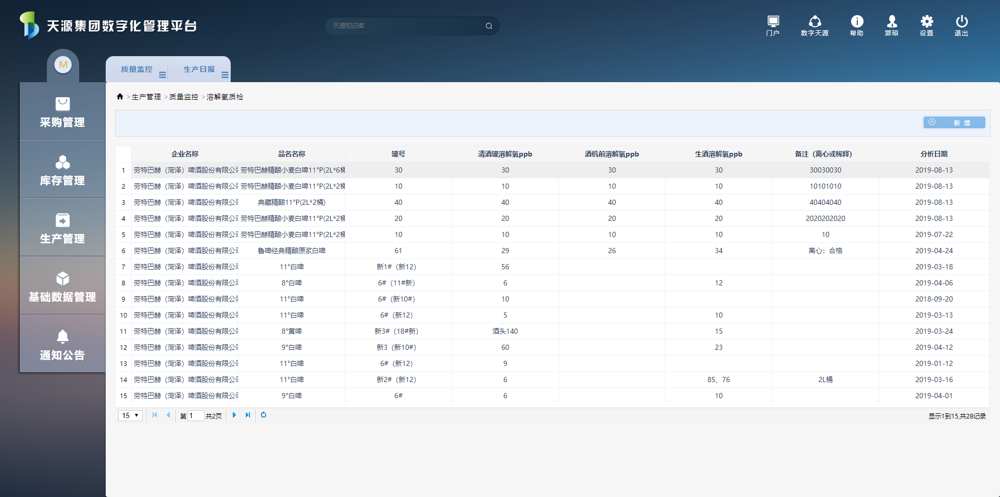 天源集团数字化管理平台
天源知识库
门户 数字天源 帮助 郭琼 设置 退出
M
质量监控 生产日报
采购管理
库存管理
生产管理
基础数据管理
通知公告
>生产管理 >质量监控 >溶解氧质检
新 增
企业名称 品名名称 罐号 清酒罐溶解氧ppb 酒机前溶解氧ppb 生酒溶解氧ppb 备注（离心或稀释） 分析日期
1 劳特巴赫（菏泽）啤酒股份有限公司 劳特巴赫精酿小麦白啤11°P(2L*6桶 30 30 30 30 30030030 2019-08-13
2 劳特巴赫（菏泽）啤酒股份有限公司 劳特巴赫精酿小麦白啤11°P(2L*2桶 10 10 10 10 10101010 2019-08-13
3 劳特巴赫（菏泽）啤酒股份有限公司 典藏精酿11°P(2L*2桶) 40 40 40 40 40404040 2019-08-13
4 劳特巴赫（菏泽）啤酒股份有限公司 劳特巴赫精酿小麦白啤11°P(2L*2桶 20 20 20 20 2020202020 2019-08-13
5 劳特巴赫（菏泽）啤酒股份有限公司 劳特巴赫精酿小麦白啤11°P(2L*2桶 10 10 10 10 10 2019-07-22
6 劳特巴赫（菏泽）啤酒股份有限公司 鲁啤经典精酿原浆白啤 61 29 26 34 离心：合格 2019-04-24
7 劳特巴赫（菏泽）啤酒股份有限公司 11°白啤 新1#（新12） 56 2019-03-18
8 劳特巴赫（菏泽）啤酒股份有限公司 8°白啤 6#（11#新） 6 12 2019-04-06
9 劳特巴赫（菏泽）啤酒股份有限公司 11°白啤 6#（新10#） 10 2018-09-20
10 劳特巴赫（菏泽）啤酒股份有限公司 11°白啤 6#（新12） 5 10 2019-03-13
11 劳特巴赫（菏泽）啤酒股份有限公司 8°黄啤 新3#（18#新） 酒头140 15 2019-03-24
12 劳特巴赫（菏泽）啤酒股份有限公司 9°白啤 新3（新10#） 60 23 2019-04-12
13 劳特巴赫（菏泽）啤酒股份有限公司 11°白啤 6#（新12） 9 2019-01-12
14 劳特巴赫（菏泽）啤酒股份有限公司 11°白啤 新2#（新12） 6 85、76 2L桶 2019-03-16
15 劳特巴赫（菏泽）啤酒股份有限公司 9°白啤 6# 6 10 2019-04-01
15 第 1 共2页 显示1到15,共28记录